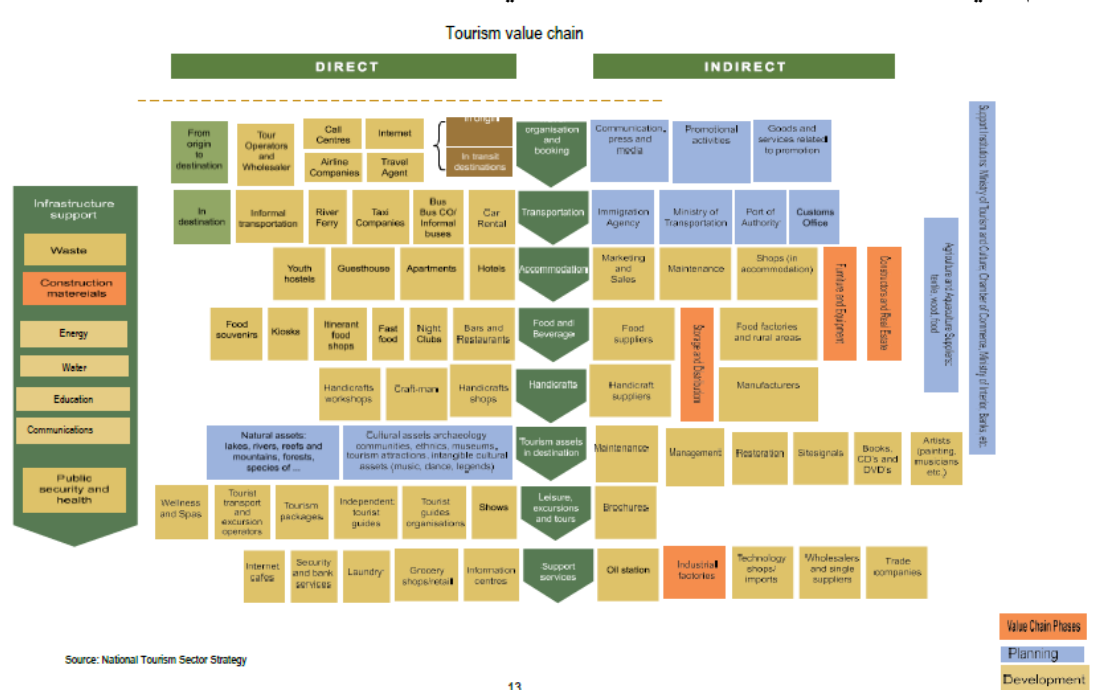 Tourism value chain
DIRECT
INDIRECT
From
origin
to
destination
Tour
Operators
and
Wholesaler
Call
Centres
Internet
Airline
Companies
Travel
Agent
In origin
In transit
destinations
organisation
and
booking
Communication,
press and
media
Promotional
activities
Goods and
services related
to promotion
In
destination
Informal
transportation
River
Ferry
Taxi
Companies
Bus
Bus CO/
Informal
buses
Car
Rental
Transportation
Immigration
Agency
Ministry of
Transportation
Port of
Authority
Customs
Office
Youth
hostels
Guesthouse
Apartments
Hotels
Accommodation
Marketing
and
Sales
Maintenance
Shops (in
accommodation)
Furniture and Equipment
Constructors and Real Estate
Food
souvenirs
Kiosks
Itinerant
food
shops
Fast
food
Night
Clubs
Bars and
Restaurants
Food and
Beverage
Food
suppliers
Storage and Distributors
Food factories
and rural areas
Handicrafts
workshops
Craft-man
Handicrafts
shops
Handicrafts
Handicraft
suppliers
Manufacturers
Natural assets:
lakes, rivers, reefs and
mountains, forests,
species of ...
Cultural assets archaeology
communities, ethnics, museums,
tourism attractions, intangible cultural
assets (music, dance, legends)
Tourism assets
in destination
Maintenance
Management
Restoration
Sitesignals
Books,
CD's and
DVD's
Artists
(painting,
musicians
etc.)
Wellness
and Spas
Tourist
transport
and
excursion
operators
Tourism
packages
Independent
tourist
guides
Tourist
guides
organisations
Shows
Leisure,
excursions
and tours
Brochures
Internet
cafes
Security
and bank
services
Laundry
Grocery
shops/retail
Information
centres
Support
services
Oil station
Industrial
factories
Technology
shops/
imports
Wholesalers
and single
suppliers
Trade
companies
Agriculture and Aquaculture Suppliers:
textile, wood, food
Support Institutions: Ministry of Tourism and Culture; Chamber of Commerce, Ministry of Interior, Banks, etc.
Infrastructure
support
Waste
Construction
matereials
Energy
Water
Education
Communications
Public
security and
health
Value Chain Phases
Planning
Development
Source: National Tourism Sector Strategy
13